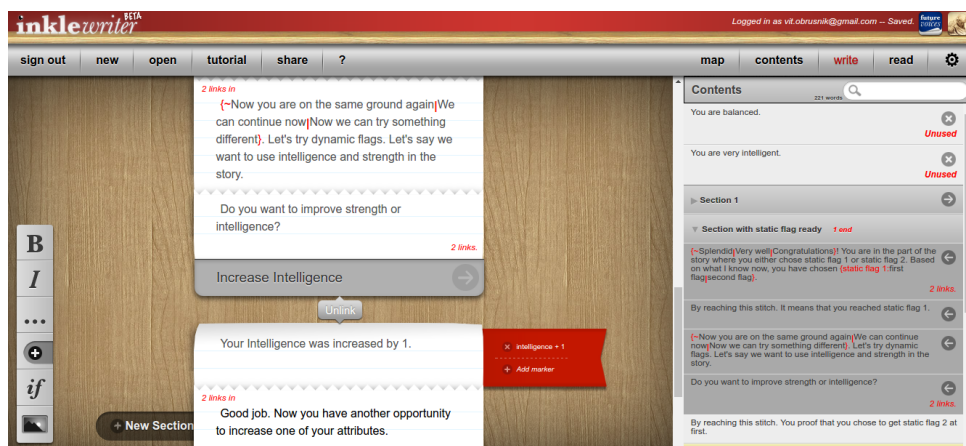 inklewriter BETA
Logged in as vit.obrusnik@gmail.com -- Saved.
future voices
sign out new open tutorial share ? map contents write read
2 links in
{~Now you are on the same ground again|We
can continue now|Now we can try something
different}. Let's try dynamic flags. Let's say we
want to use intelligence and strength in the
story.
Do you want to improve strength or
intelligence?
2 links.
Increase Intelligence
Unlink
Your Intelligence was increased by 1.
intelligence + 1
Add marker
2 links in
Good job. Now you have another opportunity
to increase one of your attributes.
B
I
...
if
New Section
Contents
221 words
You are balanced.
Unused
You are very intelligent.
Unused
Section 1
Section with static flag ready 1 end
{~Splendid|Very well|Congratulations}! You are in the part of the
story where you either chose static flag 1 or static flag 2. Based
on what I know now, you have chosen {static flag 1:first
flag|second flag}.
2 links.
By reaching this stitch. It means that you reached static flag 1.
{~Now you are on the same ground again|We can continue
now|Now we can try something different}. Let's try dynamic
flags. Let's say we want to use intelligence and strength in the
story.
Do you want to improve strength or intelligence?
2 links.
By reaching this stitch. You proof that you chose to get static flag 2 at
first.